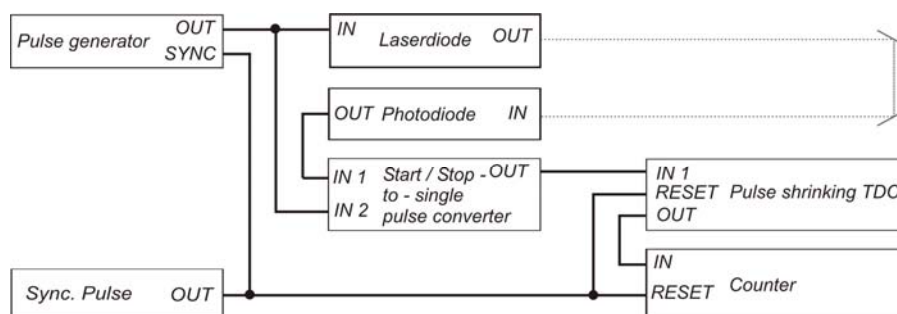 Pulse generator
OUT
SYNC
IN
Laserdiode
OUT
OUT
Photodiode
IN
IN 1
IN 2
Start / Stop -
to - single
pulse converter
OUT
IN 1
RESET
OUT
Pulse shrinking TDC
IN
RESET
Counter
Sync. Pulse
OUT